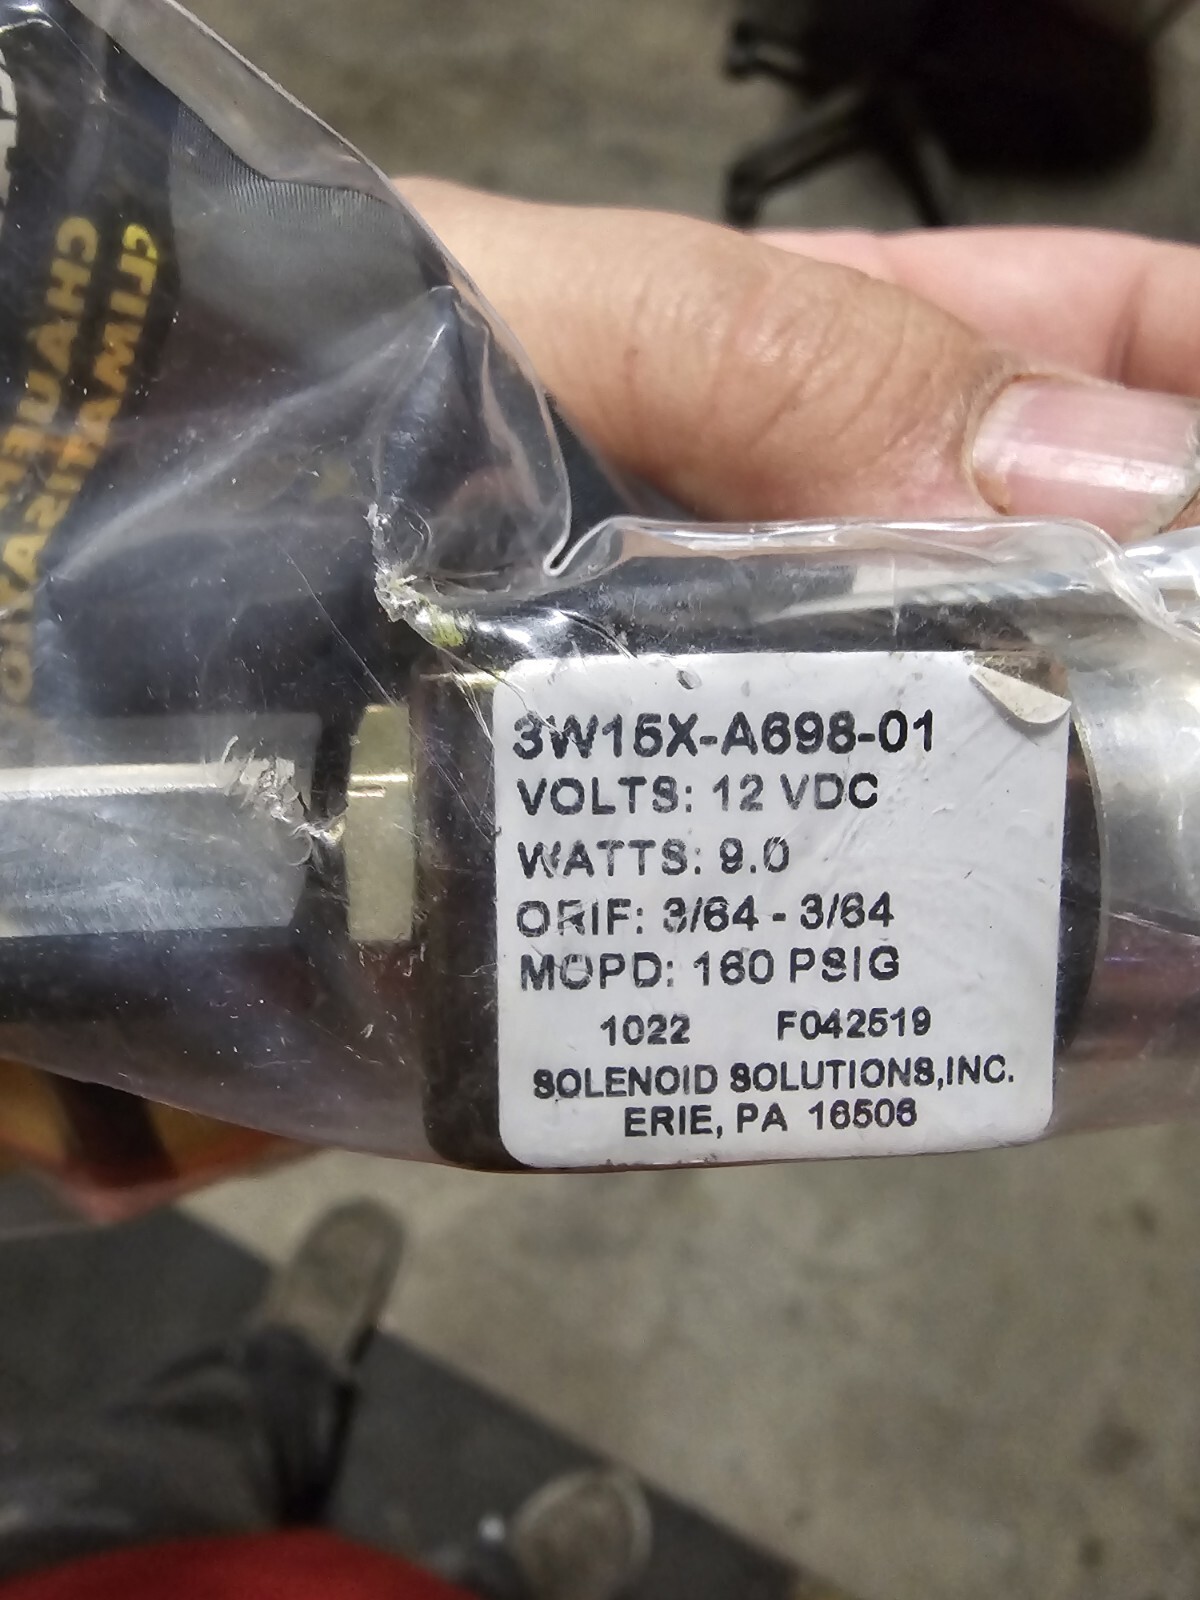 3W15X-A698-01
VOLTS: 12 VDC
WATTS: 9.0
ORIF: 3/64 - 3/64
MOPD: 160 PSIG
1022 F042519
SOLENOID SOLUTIONS,INC.
ERIE, PA 16506